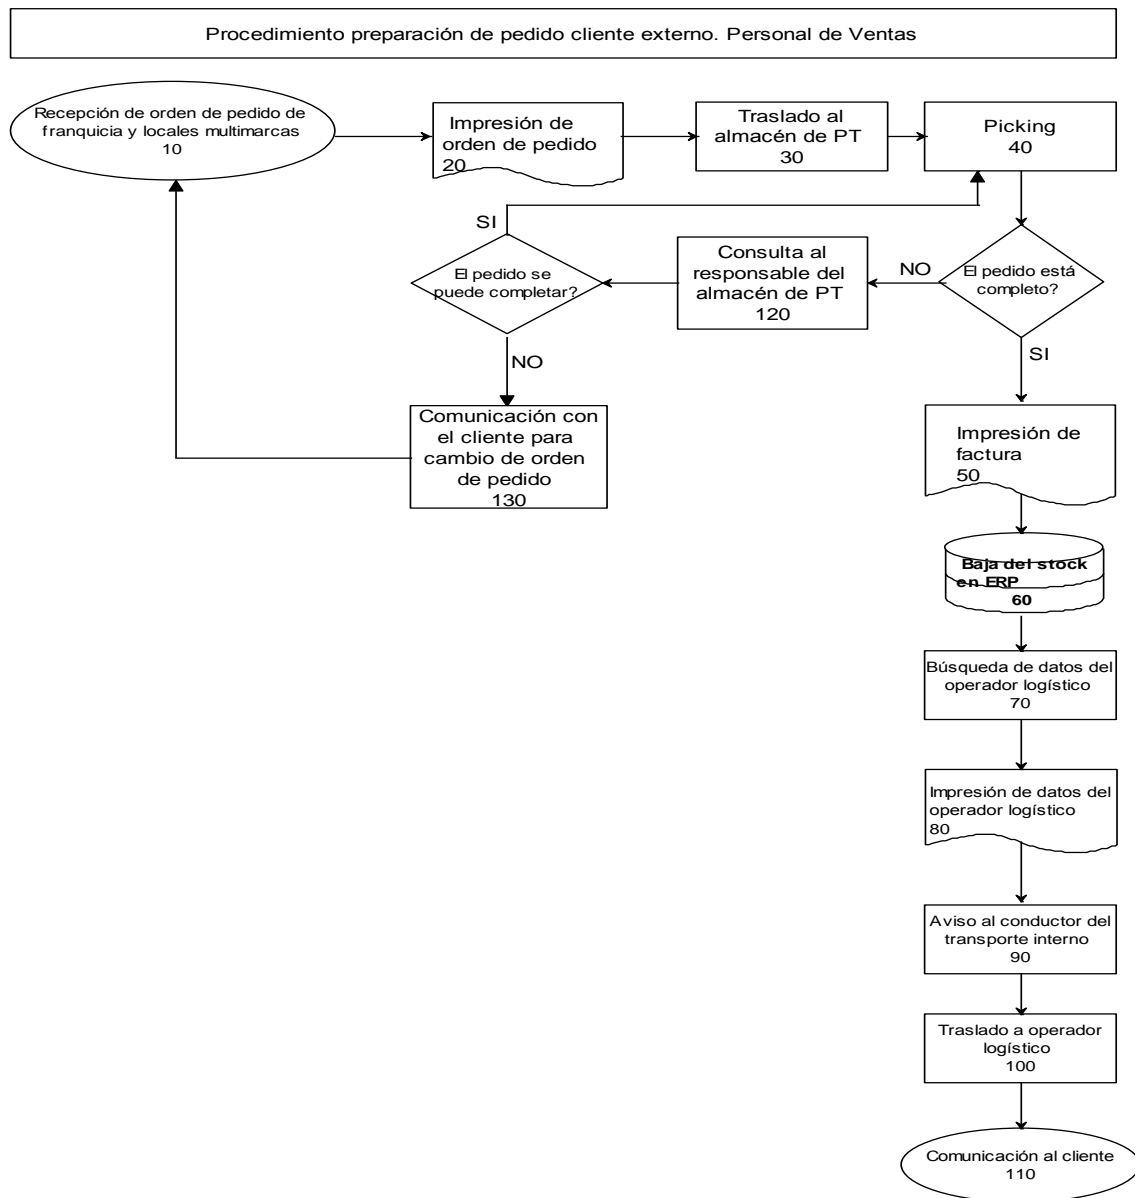 Procedimiento preparación de pedido cliente externo. Personal de Ventas
Recepción de orden de pedido de
franquicia y locales multimarcas
10
Impresión de
orden de pedido
20
Traslado al
almacén de PT
30
Picking
40
SI
El pedido se
puede completar?
Consulta al
responsable del
almacén de PT
120
NO
El pedido está
completo?
NO
SI
Comunicación con
el cliente para
cambio de orden
de pedido
130
Impresión de
factura
50
Baja del stock
en ERP
60
Búsqueda de datos del
operador logístico
70
Impresión de datos del
operador logístico
80
Aviso al conductor del
transporte interno
90
Traslado a operador
logístico
100
Comunicación al cliente
110